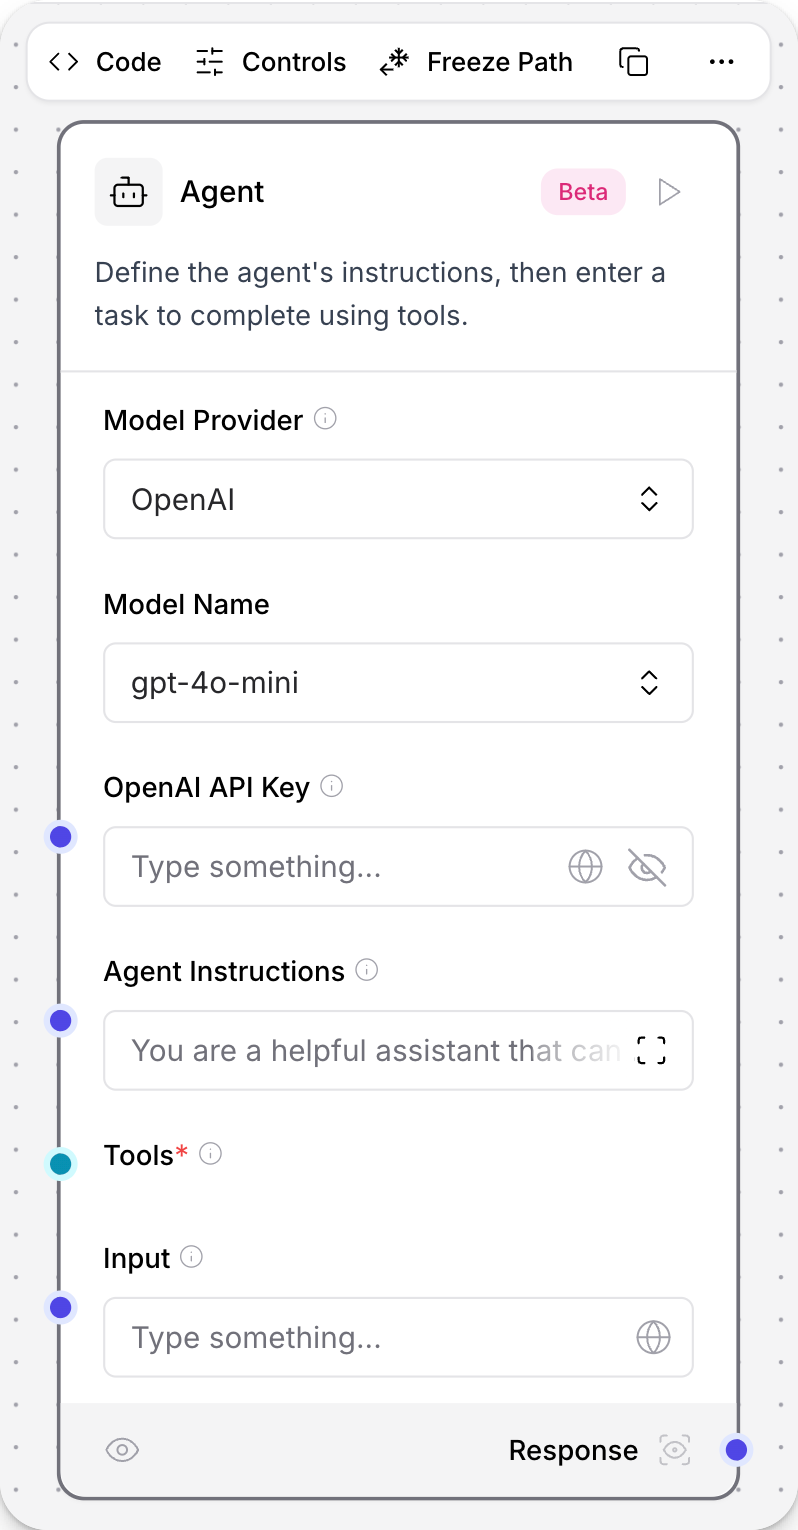 Code Controls Freeze Path
Agent Beta
Define the agent's instructions, then enter a
task to complete using tools.
Model Provider
OpenAI
Model Name
gpt-4o-mini
OpenAI API Key
Type something...
Agent Instructions
You are a helpful assistant that can
Tools*
Input
Type something...
Response